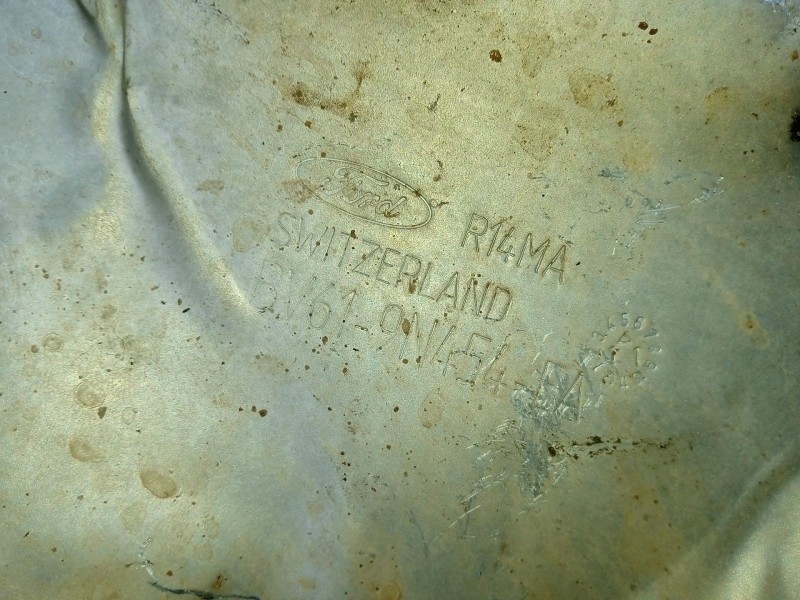 Ford R14MA
SWITZERLAND
BV61-9N454-